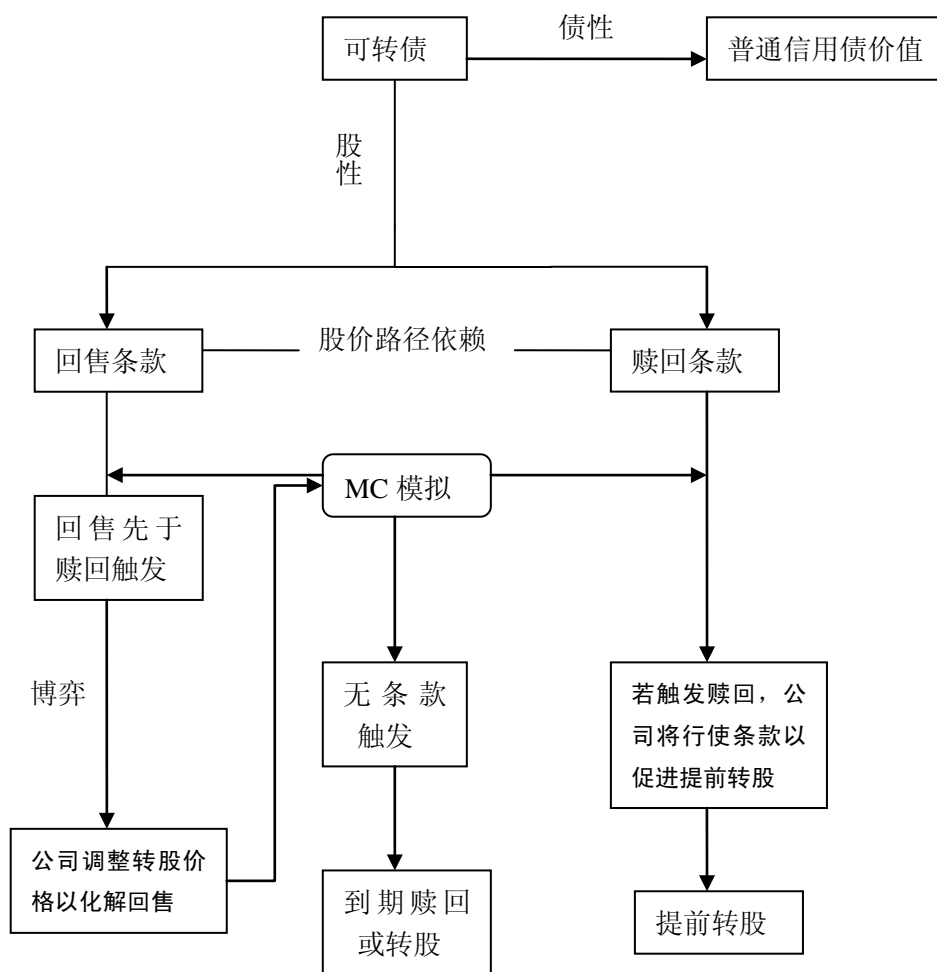 可转债
债性
普通信用债价值
股
性
回售条款
股价路径依赖
赎回条款
MC 模拟
回售先于
赎回触发
博弈
无条款
触发
若触发赎回，公
司将行使条款以
促进提前转股
公司调整转股价
格以化解回售
到期赎回
或转股
提前转股